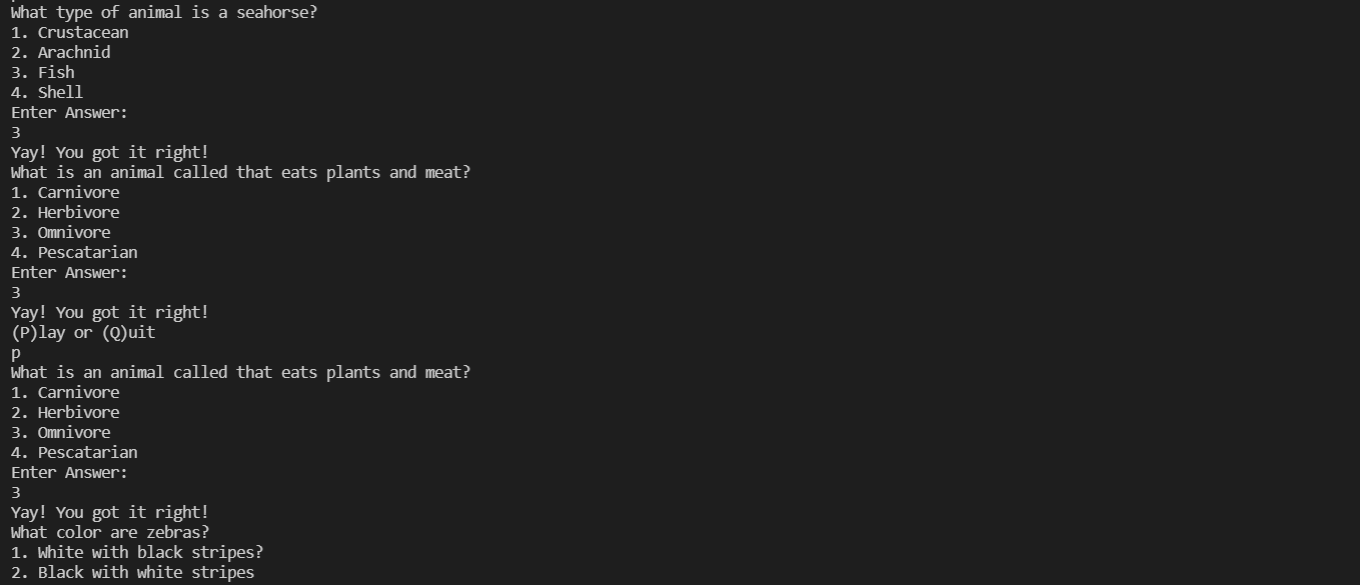 What type of animal is a seahorse?
1. Crustacean
2. Arachnid
3. Fish
4. Shell
Enter Answer:
3
Yay! You got it right!
What is an animal called that eats plants and meat?
1. Carnivore
2. Herbivore
3. Omnivore
4. Pescatarian
Enter Answer:
3
Yay! You got it right!
(P)lay or (Q)uit
p
What is an animal called that eats plants and meat?
1. Carnivore
2. Herbivore
3. Omnivore
4. Pescatarian
Enter Answer:
3
Yay! You got it right!
What color are zebras?
1. White with black stripes?
2. Black with white stripes